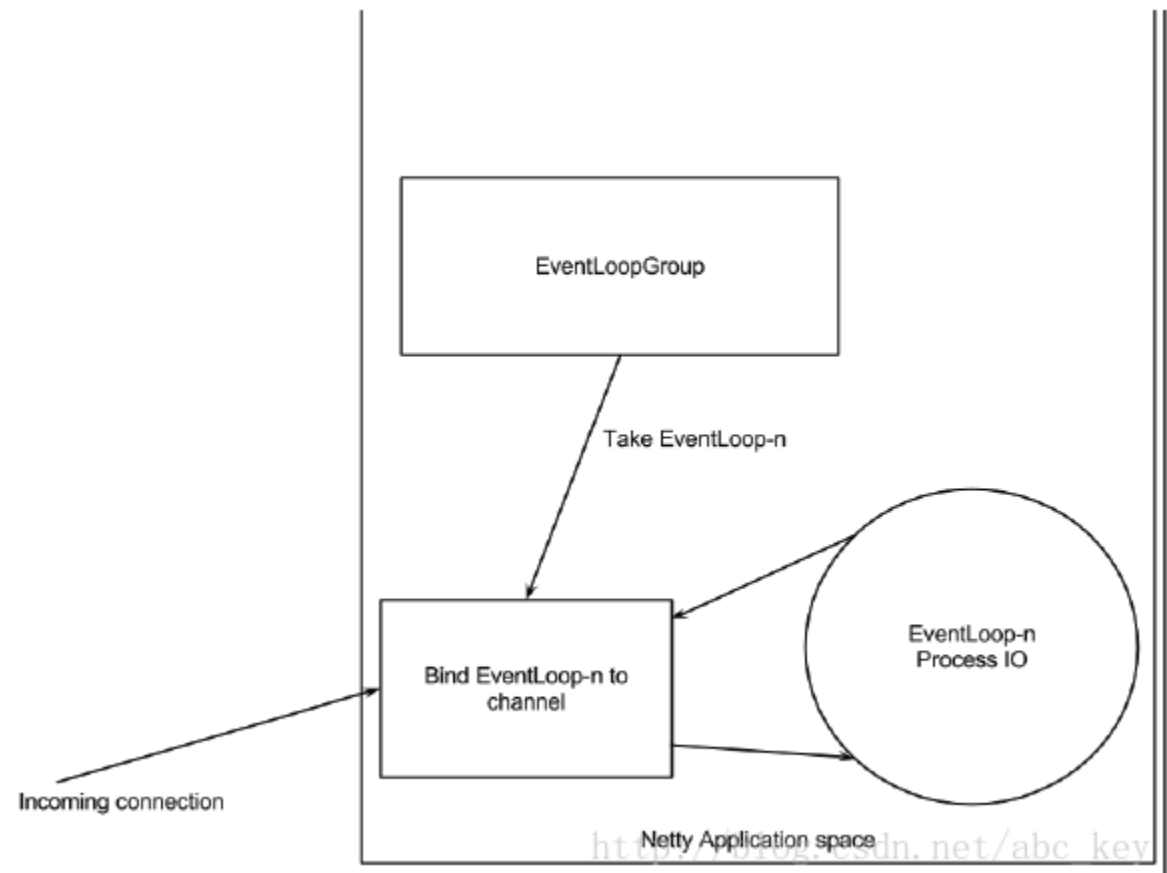 EventLoopGroup
Take EventLoop-n
EventLoop-n
Process IO
Bind EventLoop-n to
channel
Incoming connection
Netty Application space
http://blog.csdn.net/abc_key